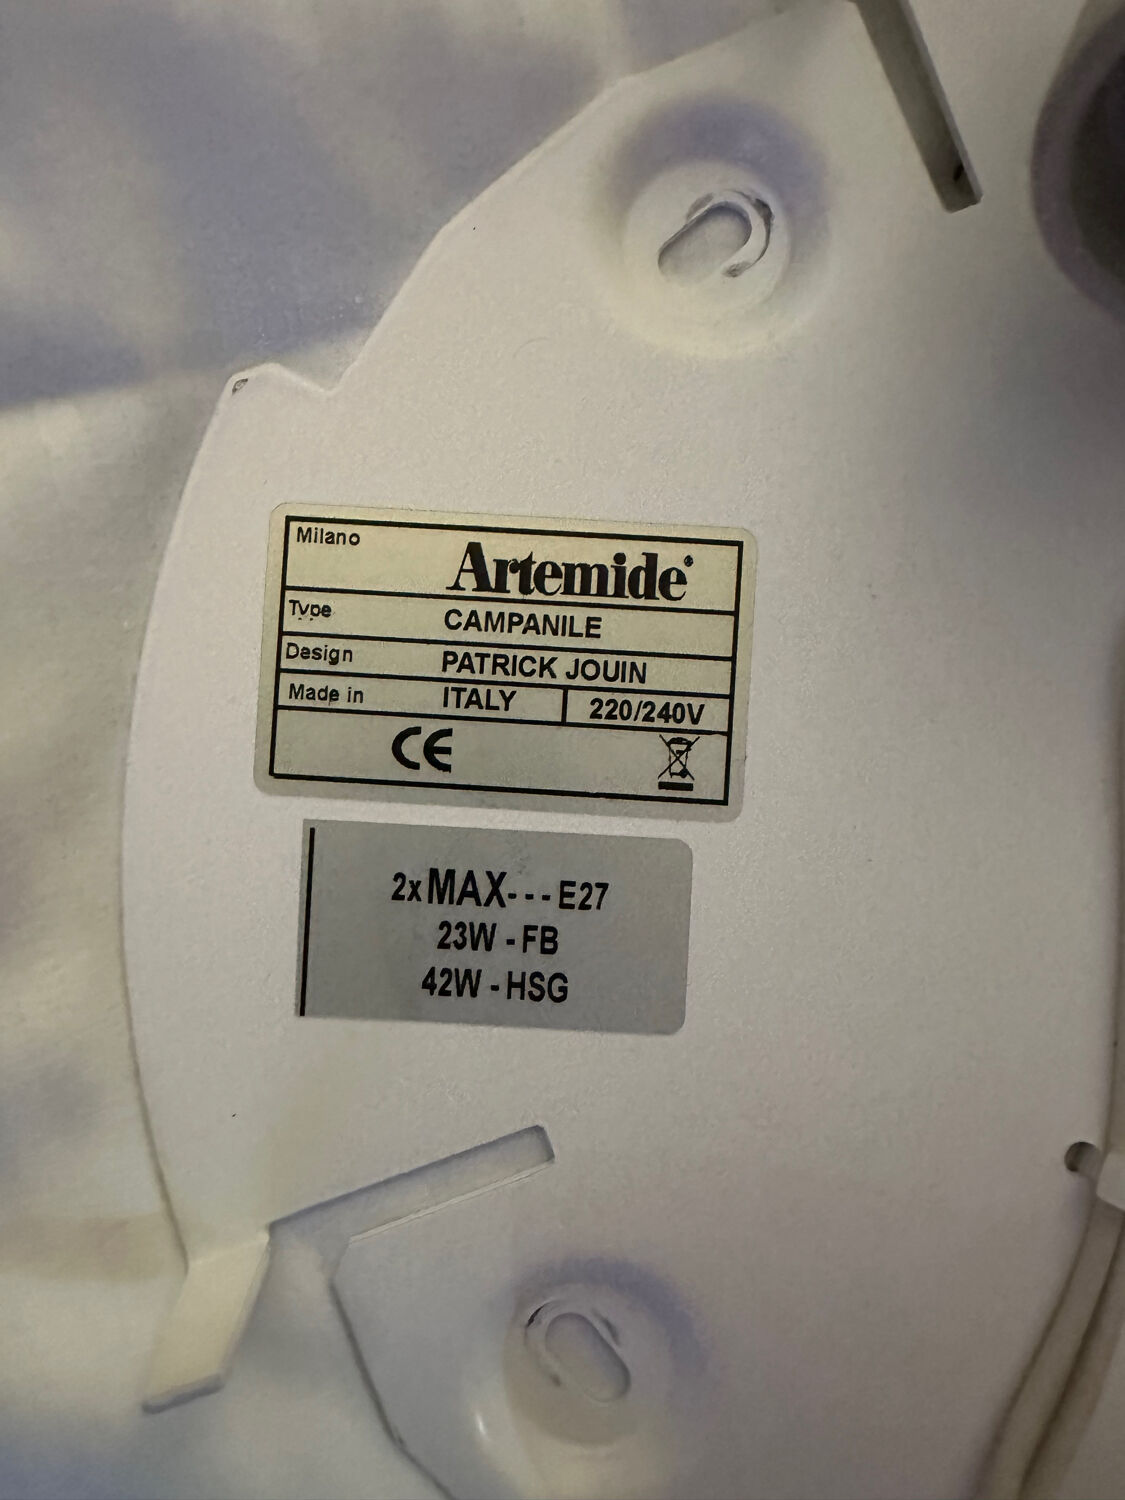 Milano
Artemide®
Type CAMPANILE
Design PATRICK JOUIN
Made in ITALY 220/240V
CE
2xMAX---E27
23W-FB
42W-HSG